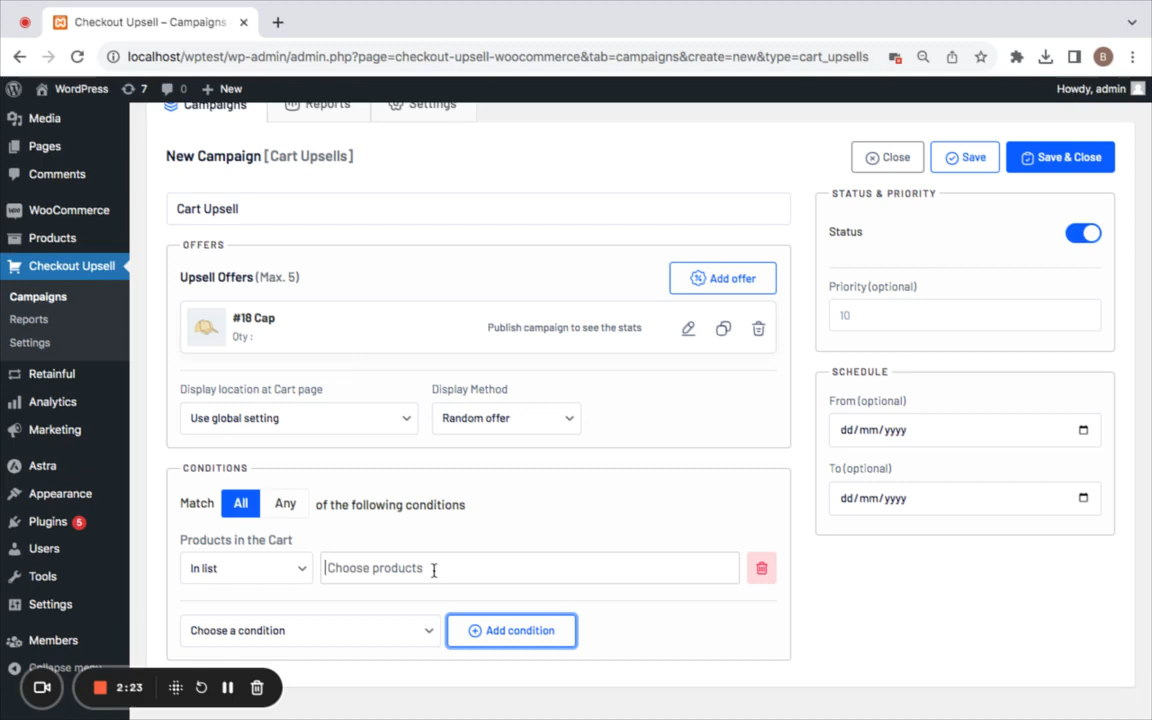 Checkout Upsell – Campaigns
localhost/wptest/wp-admin/admin.php?page=checkout-upsell-woocommerce&tab=campaigns&create=new&type=cart_upsells
B
WordPress 7 0 New Howdy, admin
Campaigns Reports Settings
Media
Pages
Comments
WooCommerce
Products
Checkout Upsell
Campaigns
Reports
Settings
Retainful
Analytics
Marketing
Astra
Appearance
Plugins 5
Users
Tools
Settings
Members
Collapse menu
2:23
New Campaign [Cart Upsells]
Close Save Save & Close
Cart Upsell
OFFERS
Upsell Offers (Max. 5) Add offer
#18 Cap
Qty :
Publish campaign to see the stats
Display location at Cart page Display Method
Use global setting Random offer
CONDITIONS
Match All Any of the following conditions
Products in the Cart
In list Choose products
Choose a condition Add condition
STATUS & PRIORITY
Status
Priority (optional)
10
SCHEDULE
From (optional)
dd/mm/yyyy
To (optional)
dd/mm/yyyy